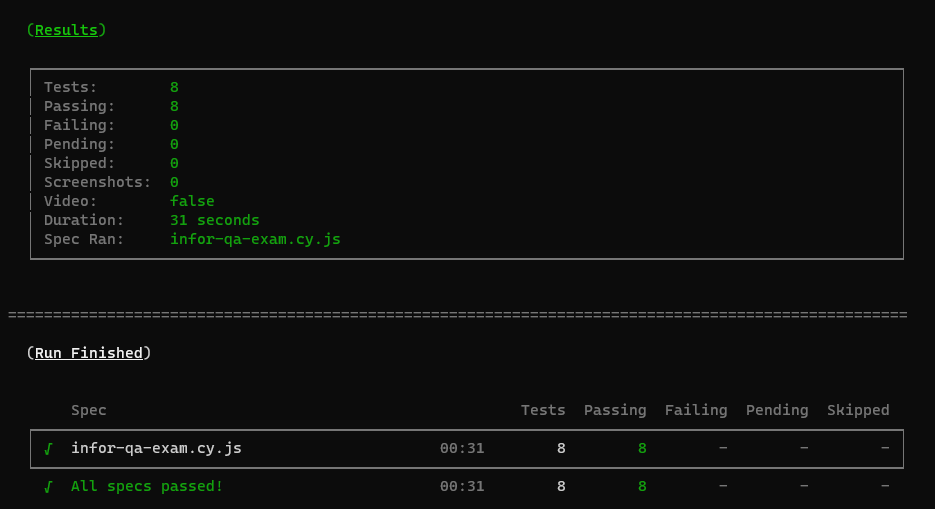 (Results)
Tests: 8
Passing: 8
Failing: 0
Pending: 0
Skipped: 0
Screenshots: 0
Video: false
Duration: 31 seconds
Spec Ran: infor-qa-exam.cy.js
====================================================================================================
(Run Finished)
Spec Tests Passing Failing Pending Skipped
√ infor-qa-exam.cy.js 00:31 8 8 - - -
√ All specs passed! 00:31 8 8 - - -